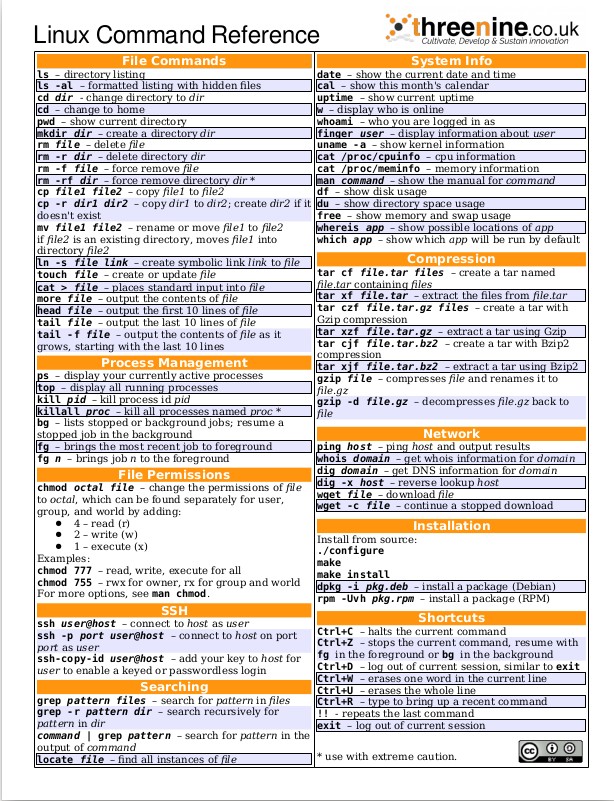 Linux Command Reference
threenine.co.uk
Cultivate, Develop & Sustain innovation
File Commands
ls – directory listing
ls -al – formatted listing with hidden files
cd dir - change directory to dir
cd – change to home
pwd – show current directory
mkdir dir – create a directory dir
rm file – delete file
rm -r dir – delete directory dir
rm -f file – force remove file
rm -rf dir – force remove directory dir *
cp file1 file2 – copy file1 to file2
cp -r dir1 dir2 – copy dir1 to dir2; create dir2 if it
doesn't exist
mv file1 file2 – rename or move file1 to file2
if file2 is an existing directory, moves file1 into
directory file2
ln -s file link – create symbolic link link to file
touch file – create or update file
cat > file – places standard input into file
more file – output the contents of file
head file – output the first 10 lines of file
tail file – output the last 10 lines of file
tail -f file – output the contents of file as it
grows, starting with the last 10 lines
Process Management
ps – display your currently active processes
top – display all running processes
kill pid – kill process id pid
killall proc – kill all processes named proc *
bg – lists stopped or background jobs; resume a
stopped job in the background
fg – brings the most recent job to foreground
fg n – brings job n to the foreground
File Permissions
chmod octal file – change the permissions of file
to octal, which can be found separately for user,
group, and world by adding:
● 4 – read (r)
● 2 – write (w)
● 1 – execute (x)
Examples:
chmod 777 – read, write, execute for all
chmod 755 – rwx for owner, rx for group and world
For more options, see man chmod.
SSH
ssh user@host – connect to host as user
ssh -p port user@host – connect to host on port
port as user
ssh-copy-id user@host – add your key to host for
user to enable a keyed or passwordless login
Searching
grep pattern files – search for pattern in files
grep -r pattern dir – search recursively for
pattern in dir
command | grep pattern – search for pattern in the
output of command
locate file – find all instances of file
System Info
date – show the current date and time
cal – show this month's calendar
uptime – show current uptime
w – display who is online
whoami – who you are logged in as
finger user – display information about user
uname -a – show kernel information
cat /proc/cpuinfo – cpu information
cat /proc/meminfo – memory information
man command – show the manual for command
df – show disk usage
du – show directory space usage
free – show memory and swap usage
whereis app – show possible locations of app
which app – show which app will be run by default
Compression
tar cf file.tar files – create a tar named
file.tar containing files
tar xf file.tar – extract the files from file.tar
tar czf file.tar.gz files – create a tar with
Gzip compression
tar xzf file.tar.gz – extract a tar using Gzip
tar cjf file.tar.bz2 – create a tar with Bzip2
compression
tar xjf file.tar.bz2 – extract a tar using Bzip2
gzip file – compresses file and renames it to
file.gz
gzip -d file.gz – decompresses file.gz back to
file
Network
ping host – ping host and output results
whois domain – get whois information for domain
dig domain – get DNS information for domain
dig -x host – reverse lookup host
wget file – download file
wget -c file – continue a stopped download
Installation
Install from source:
./configure
make
make install
dpkg -i pkg.deb – install a package (Debian)
rpm -Uvh pkg.rpm – install a package (RPM)
Shortcuts
Ctrl+C – halts the current command
Ctrl+Z – stops the current command, resume with
fg in the foreground or bg in the background
Ctrl+D – log out of current session, similar to exit
Ctrl+W – erases one word in the current line
Ctrl+U – erases the whole line
Ctrl+R – type to bring up a recent command
!! - repeats the last command
exit – log out of current session
* use with extreme caution.
cc
BY SA